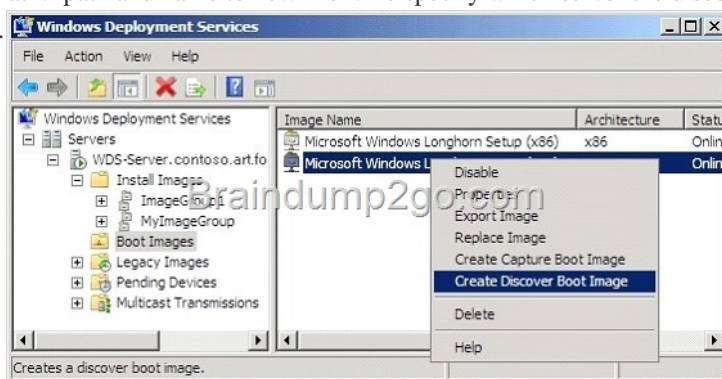 Windows Deployment Services
File Action View Help
Windows Deployment Services
Servers
WDS-Server.contoso.art.fo
Install Images
ImageGroup1
MyImageGroup
Boot Images
Legacy Images
Pending Devices
Multicast Transmissions
Image Name Architecture Statu
Microsoft Windows Longhorn Setup (x86) x86 Onlin
Microsoft Windows L Onlin
Disable
Properties
Export Image
Replace Image
Create Capture Boot Image
Create Discover Boot Image
Delete
Help
Braindump2go.com
Creates a discover boot image.